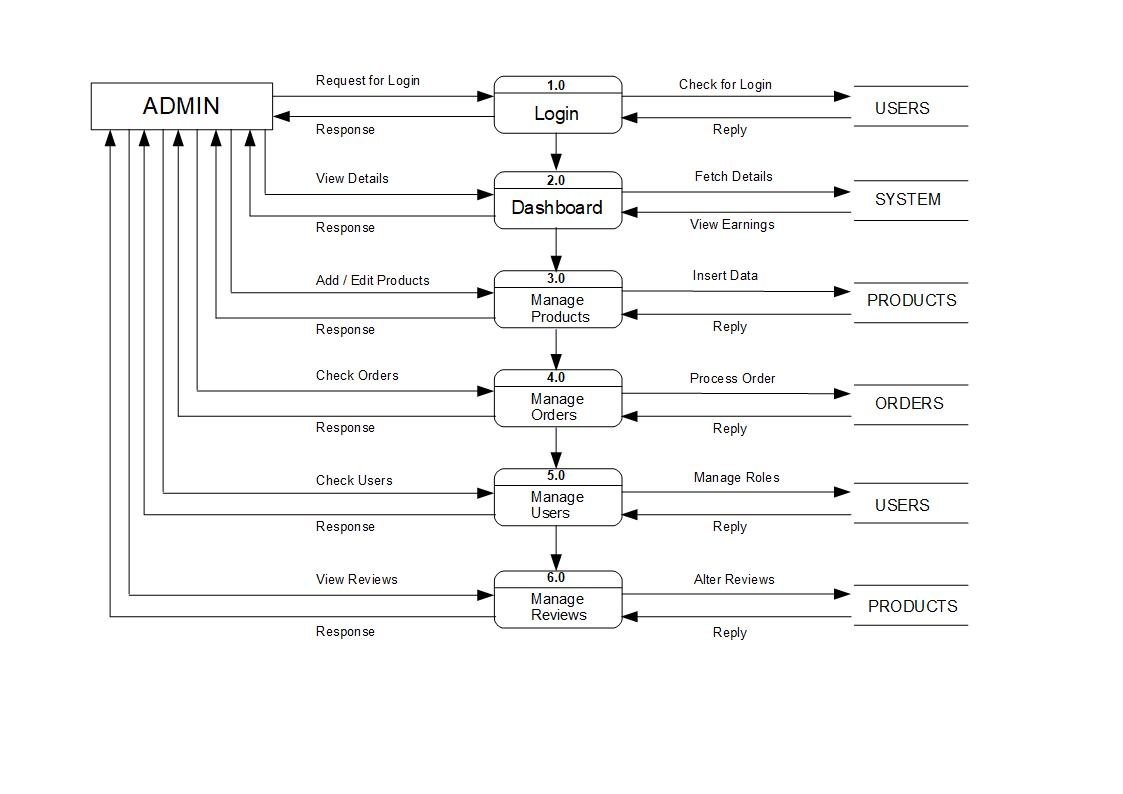 Request for Login
1.0
Check for Login
ADMIN
Login
USERS
Response
Reply
View Details
2.0
Fetch Details
Dashboard
SYSTEM
Response
View Earnings
Add / Edit Products
3.0
Insert Data
Manage
Products
PRODUCTS
Response
Reply
Check Orders
4.0
Process Order
Manage
Orders
ORDERS
Response
Reply
Check Users
5.0
Manage Roles
Manage
Users
USERS
Response
Reply
View Reviews
6.0
Alter Reviews
Manage
Reviews
PRODUCTS
Response
Reply